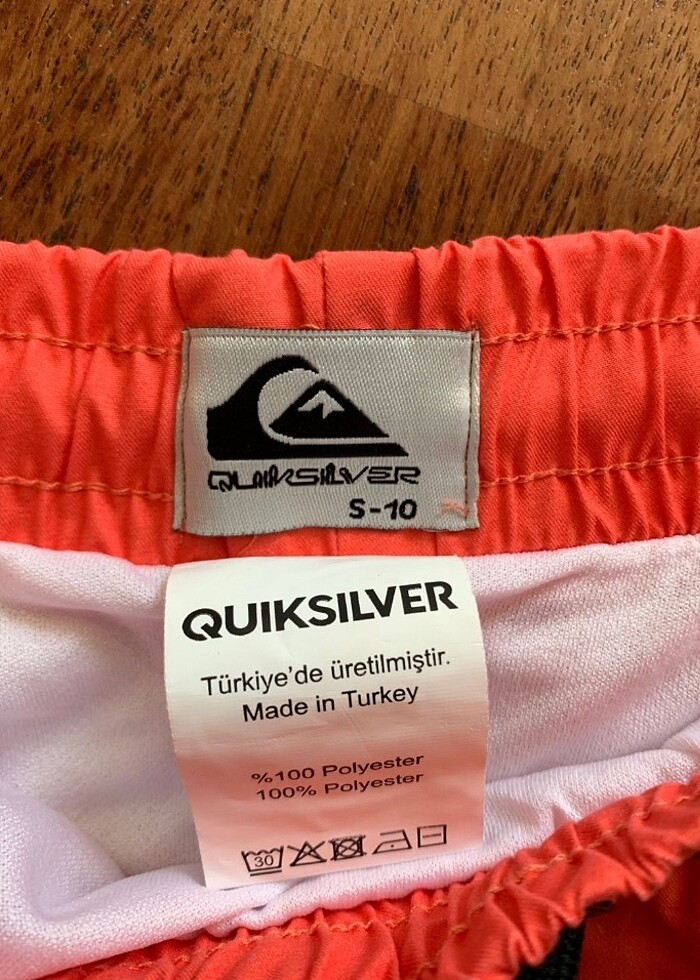 QUIKSILVER
S-10
QUIKSILVER
Türkiye'de üretilmiştir.
Made in Turkey
%100 Polyester
100% Polyester
30